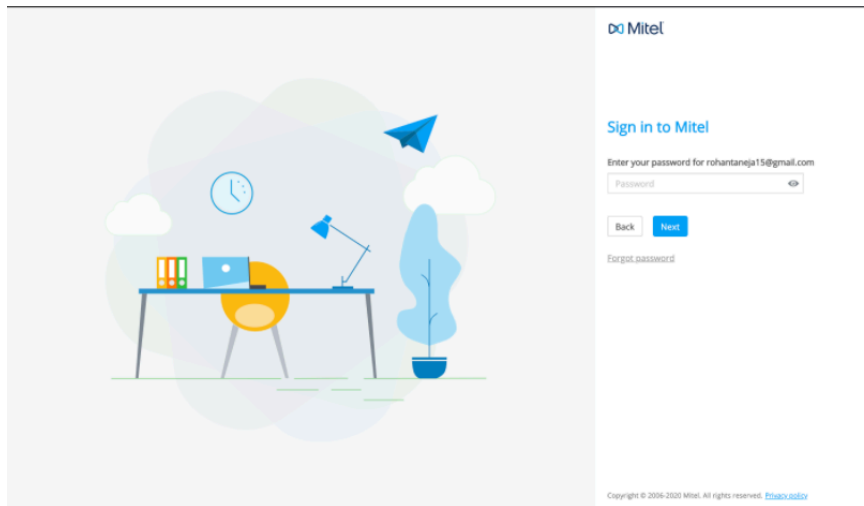 Mitel
Sign in to Mitel
Enter your password for rohantaneja15@gmail.com
Password
Back Next
Forgot password
Copyright © 2006-2020 Mitel. All rights reserved. Privacy policy